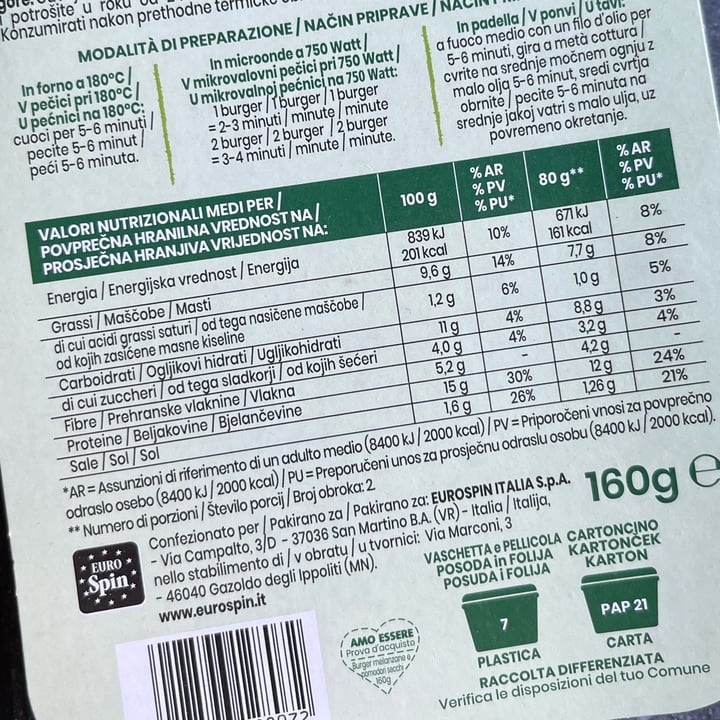 potrošite u roku od
Konzumirati nakon prethodne
MODALITÀ DI PREPARAZIONE / NAČIN PRIPRAVE /
In forno a 180°C /
V pečici pri 180°C /
U pećnici na 180°C:
cuoci per 5-6 minuti /
pecite 5-6 minut /
peći 5-6 minuta.
In microonde a 750 Watt /
V mikrovalovni pečici pri 750 Watt /
U mikrovalnoj pećnici na 750 Watt:
1 burger / 1 burger / 1 burger
= 2-3 minuti / minute / minute
2 burger / 2 burger / 2 burger
= 3-4 minuti / minute / minute.
In padella / V ponvi / U tavi:
a fuoco medio con un filo d'olio per
5-6 minuti, gira a metà cottura /
cvrite na srednje močnem ognju z
malo olja 5-6 minut, sredi cvrtja
obrnite / pecite 5-6 minuta na
srednje jakoj vatri s malo ulja, uz
povremeno okretanje.
VALORI NUTRIZIONALI MEDI PER /
POVPREČNA HRANILNA VREDNOST NA /
PROSJEČNA HRANJIVA VRIJEDNOST NA:
100 g
% AR
% PV
% PU*
80 g**
% AR
% PV
% PU*
Energia / Energijska vrednost / Energija
839 kJ
201 kcal
10%
671 kJ
161 kcal
8%
Grassi / Maščobe / Masti
9,6 g
14%
7,7 g
8%
di cui acidi grassi saturi / od tega nasičene maščobe /
od kojih zasićene masne kiseline
1,2 g
6%
1,0 g
5%
Carboidrati / Ogljikovi hidrati / Ugljikohidrati
11 g
4%
8,8 g
3%
di cui zuccheri / od tega sladkorji / od kojih šećeri
4,0 g
4%
3,2 g
4%
Fibre / Prehranske vlaknine / Vlakna
5,2 g
-
4,2 g
-
Proteine / Beljakovine / Bjelančevine
15 g
30%
12 g
24%
Sale / Sol / Sol
1,6 g
26%
1,26 g
21%
*AR = Assunzioni di riferimento di un adulto medio (8400 kJ / 2000 kcal) / PV = Priporočeni vnosi za povprečno
odraslo osebo (8400 kJ / 2000 kcal) / PU = Preporučeni unos za prosječnu odraslu osobu (8400 kJ / 2000 kcal).
** Numero di porzioni / Število porcij / Broj obroka: 2
160g e
EURO
Spin
Confezionato per / Pakirano za / Pakirano za: EUROSPIN ITALIA S.p.A.
- Via Campalto, 3/D - 37036 San Martino B.A. (VR) - Italia / Italija,
nello stabilimento di / v obratu / u tvornici: Via Marconi, 3
- 46040 Gazoldo degli Ippoliti (MN).
www.eurospin.it
VASCHETTA e PELLICOLA
POSODA in FOLIJA
POSUDA i FOLIJA
7
PLASTICA
CARTONCINO
KARTONČEK
KARTON
PAP 21
CARTA
RACCOLTA DIFFERENZIATA
Verifica le disposizioni del tuo Comune
AMO ESSERE
Prova d'acquisto
Burger melanzane e
pomodori secchi
160g